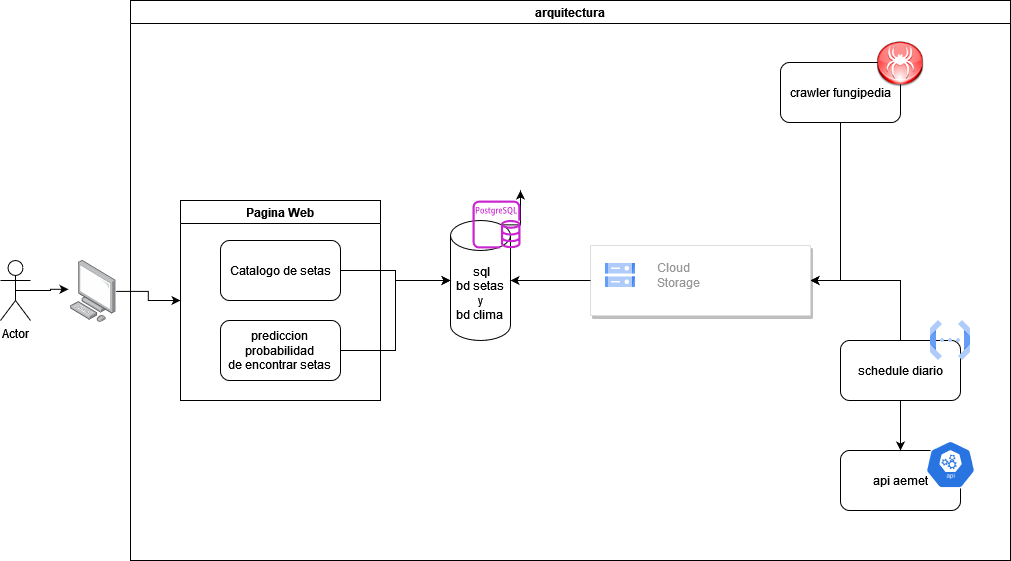 arquitectura
crawler fungipedia
PostgreSQL
Pagina Web
Catalogo de setas
sql
bd setas
y
bd clima
Cloud
Storage
Actor
prediccion
probabilidad
de encontrar setas
{...}
schedule diario
api
api aemet